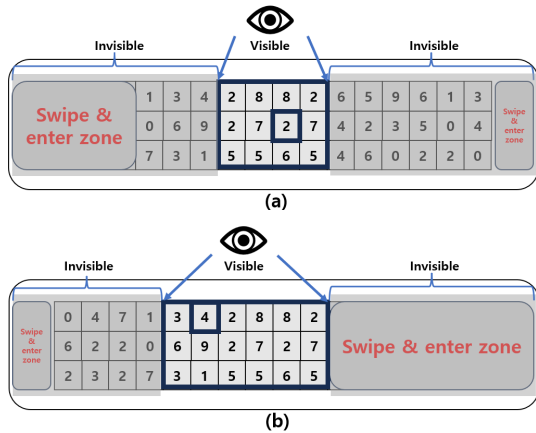 Invisible Visible Invisible
Swipe &
enter zone
1 3 4 2 8 8 2 6 5 9 6 1 3
0 6 9 2 7 2 7 4 2 3 5 0 4
7 3 1 5 5 6 5 4 6 0 2 2 0
Swipe
&
enter
zone
(a)
Invisible Visible Invisible
Swipe
&
enter
zone
0 4 7 1 3 4 2 8 8 2
6 2 2 0 6 9 2 7 2 7
2 3 2 7 3 1 5 5 6 5
Swipe & enter zone
(b)